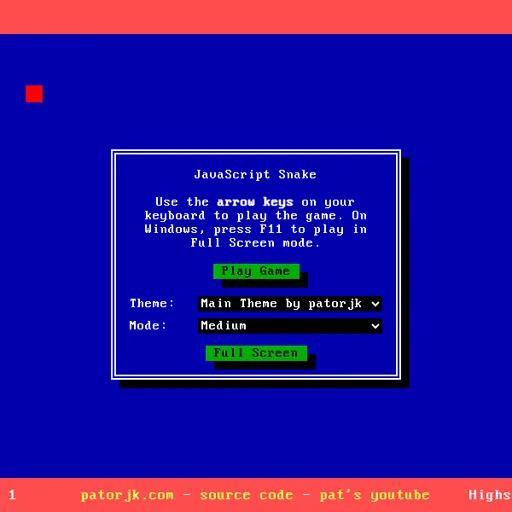 JavaScript Snake
Use the arrow keys on your
keyboard to play the game. On
Windows, press F11 to play in
Full Screen mode.
Play Game
Theme: Main Theme by patorjk
Mode: Medium
Full Screen
1 patorjk.com - source code - pat's youtube Highs